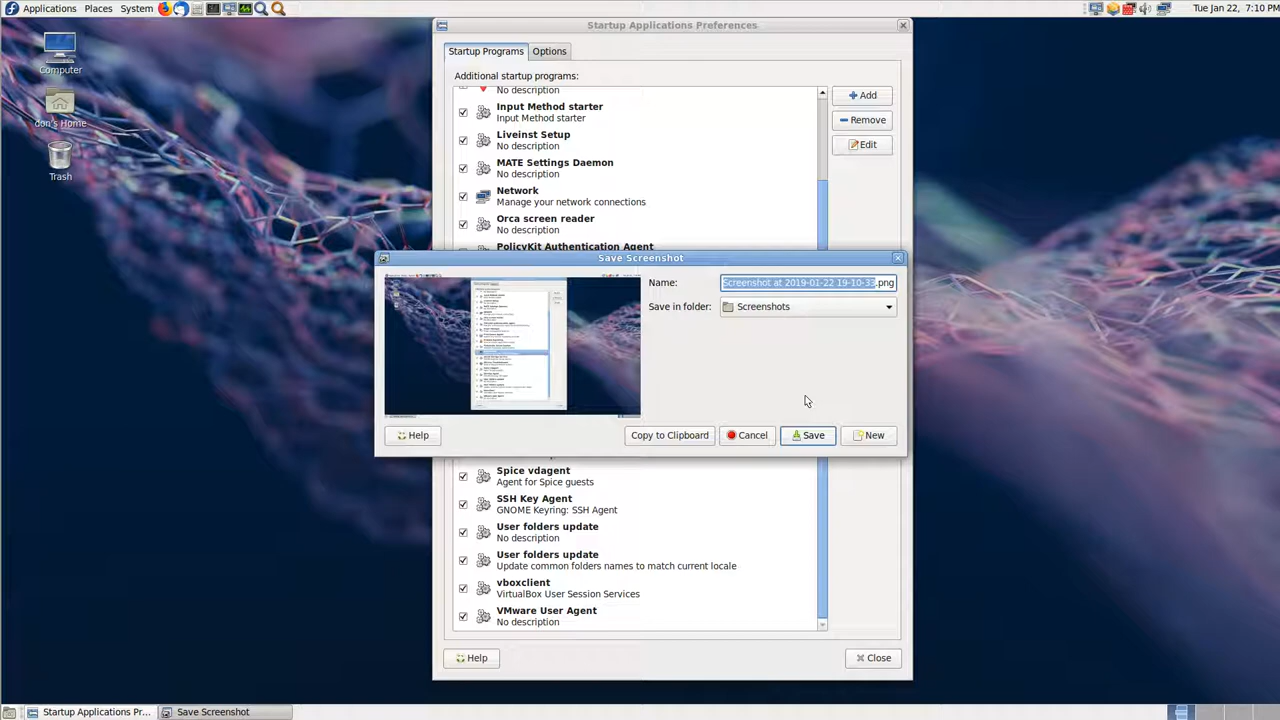 Applications Places System
Tue Jan 22, 7:10 PM
Computer
don's Home
Trash
Startup Applications Preferences
Startup Programs Options
Additional startup programs:
No description
Input Method starter
Input Method starter
Liveinst Setup
No description
MATE Settings Daemon
No description
Network
Manage your network connections
Orca screen reader
No description
PolicyKit Authentication Agent
Add
Remove
Edit
Save Screenshot
Name: Screenshot at 2019-01-22 19-10-33.png
Save in folder: Screenshots
Help Copy to Clipboard Cancel Save New
Spice vdagent
Agent for Spice guests
SSH Key Agent
GNOME Keyring: SSH Agent
User folders update
No description
User folders update
Update common folders names to match current locale
vboxclient
VirtualBox User Session Services
VMware User Agent
No description
Help Close
Startup Applications Pr... Save Screenshot